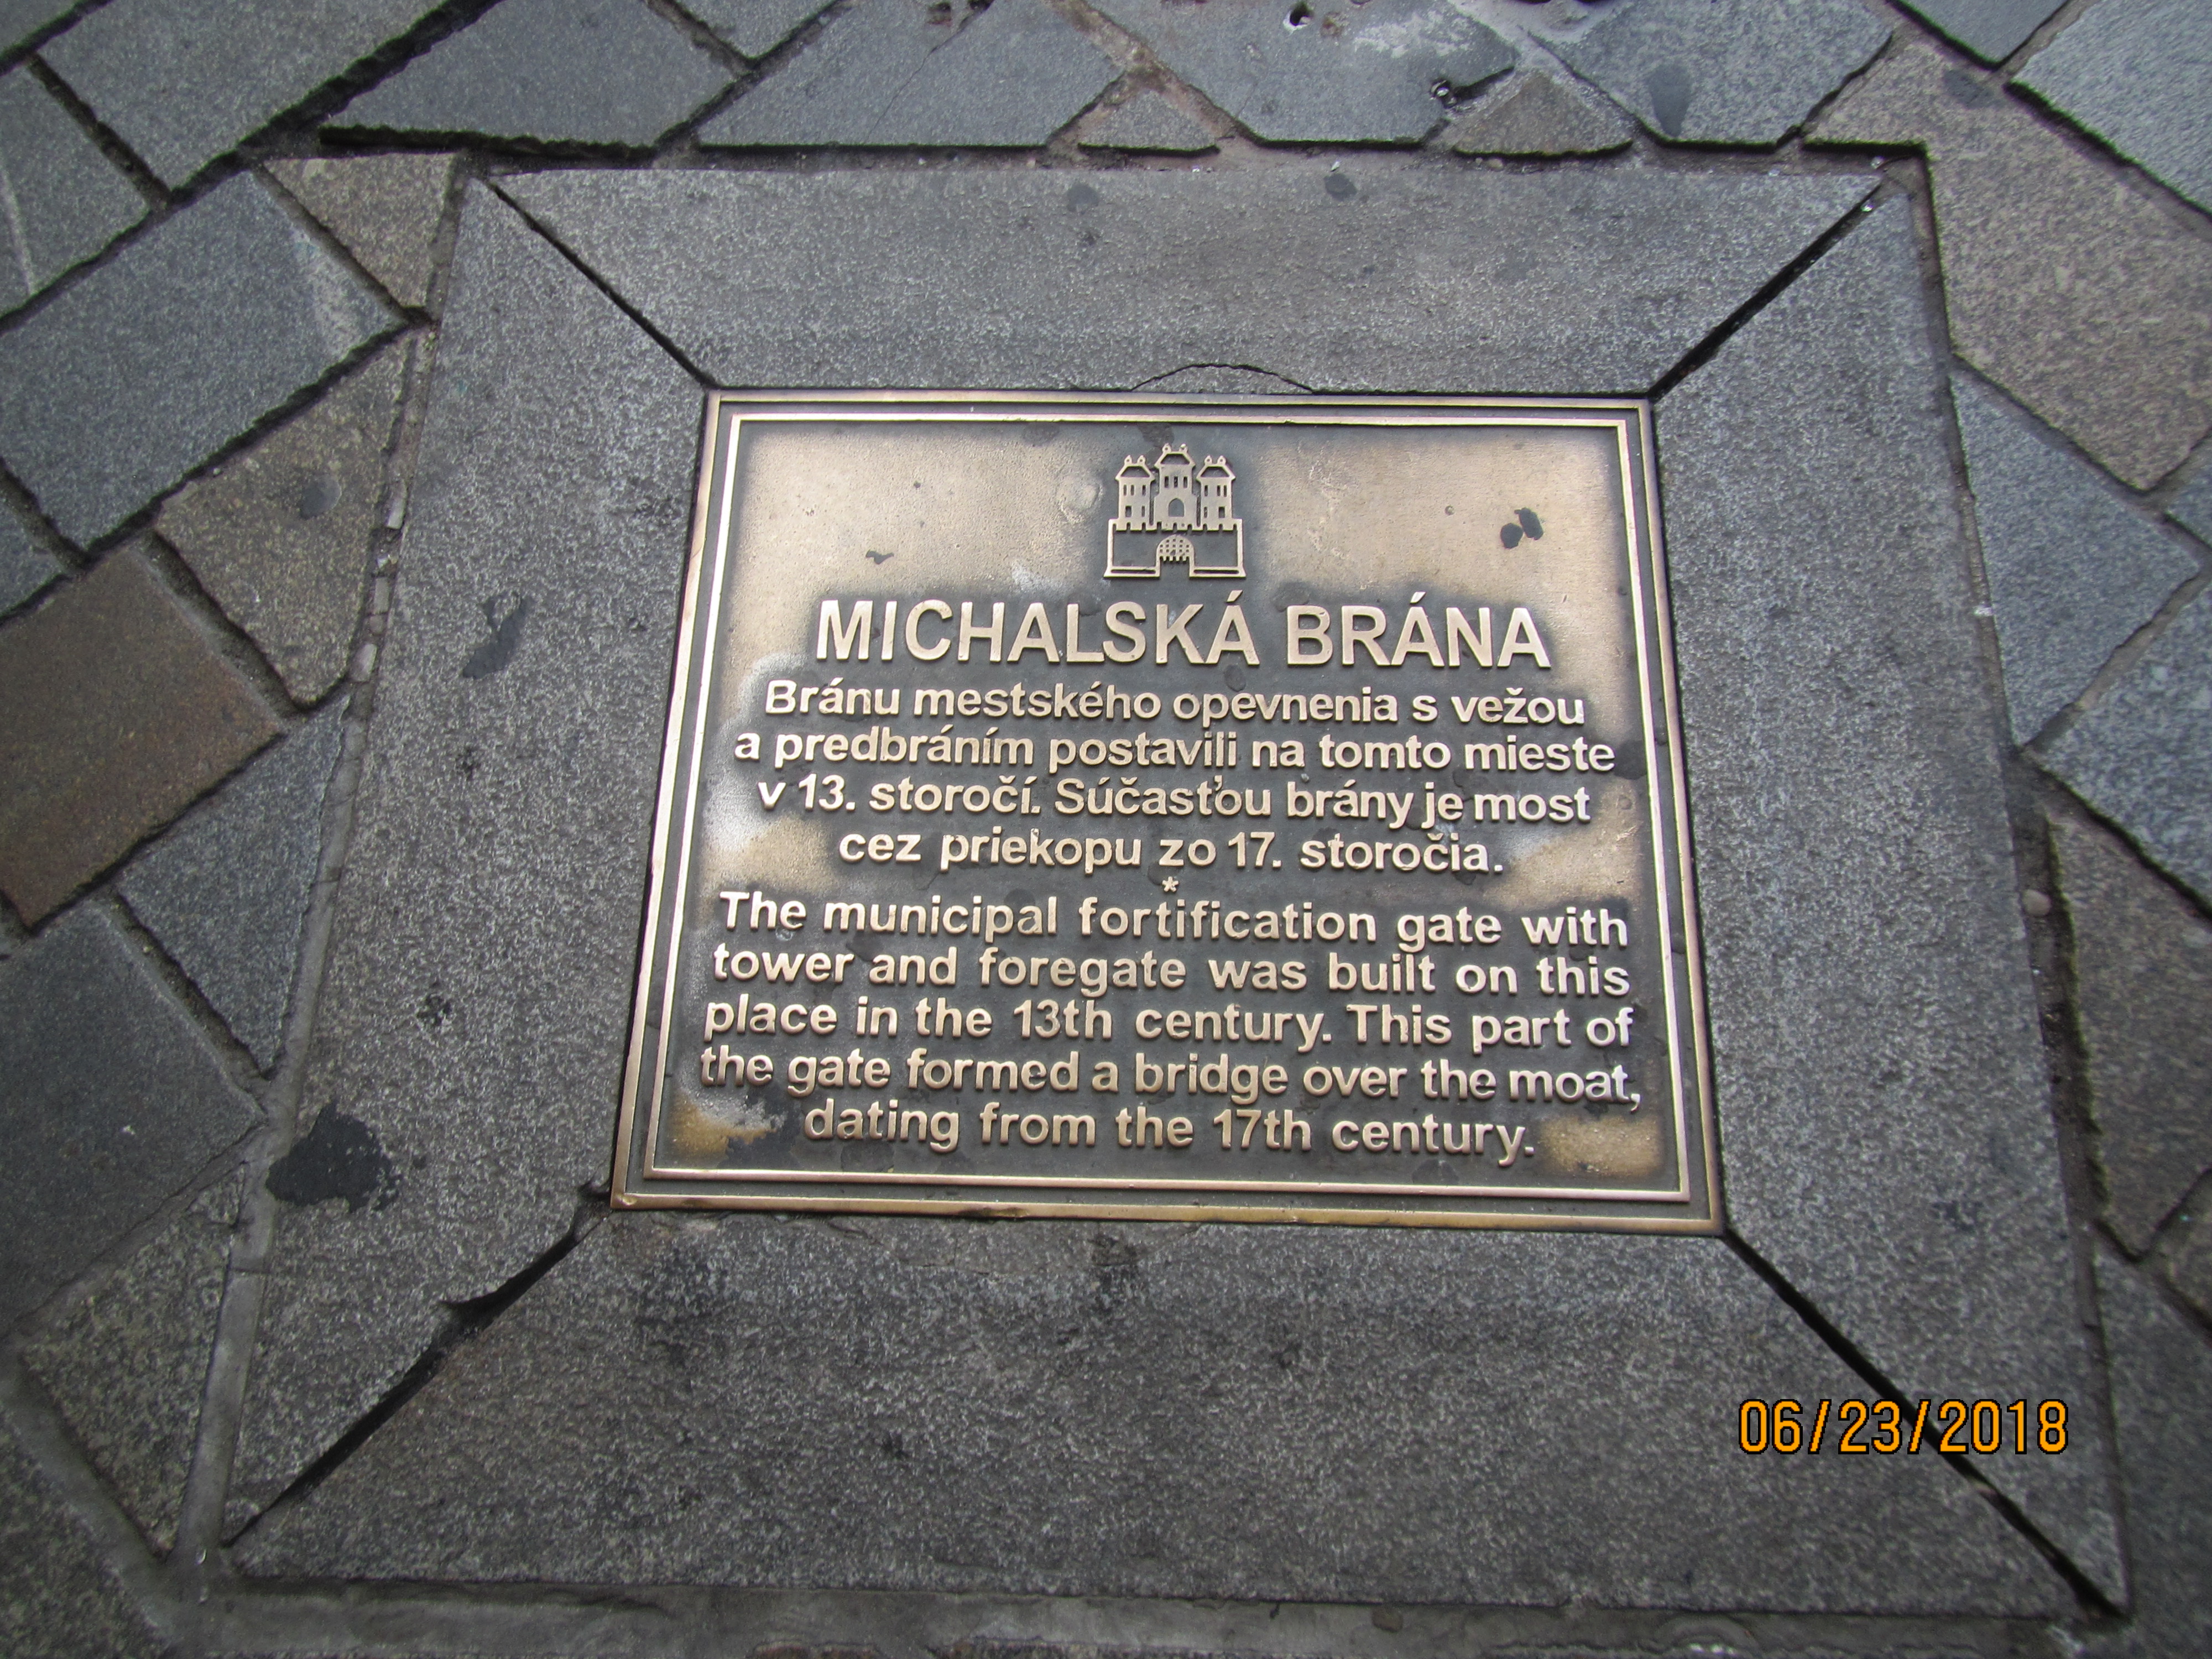 MICHALSKÁ BRÁNA
Bránu mestského opevnenia s vežou
a predbráním postavili na tomto mieste
v 13. storočí. Súčasťou brány je most
cez priekopu zo 17. storočia.
*
The municipal fortification gate with
tower and foregate was built on this
place in the 13th century. This part of
the gate formed a bridge over the moat,
dating from the 17th century.
06/23/2018